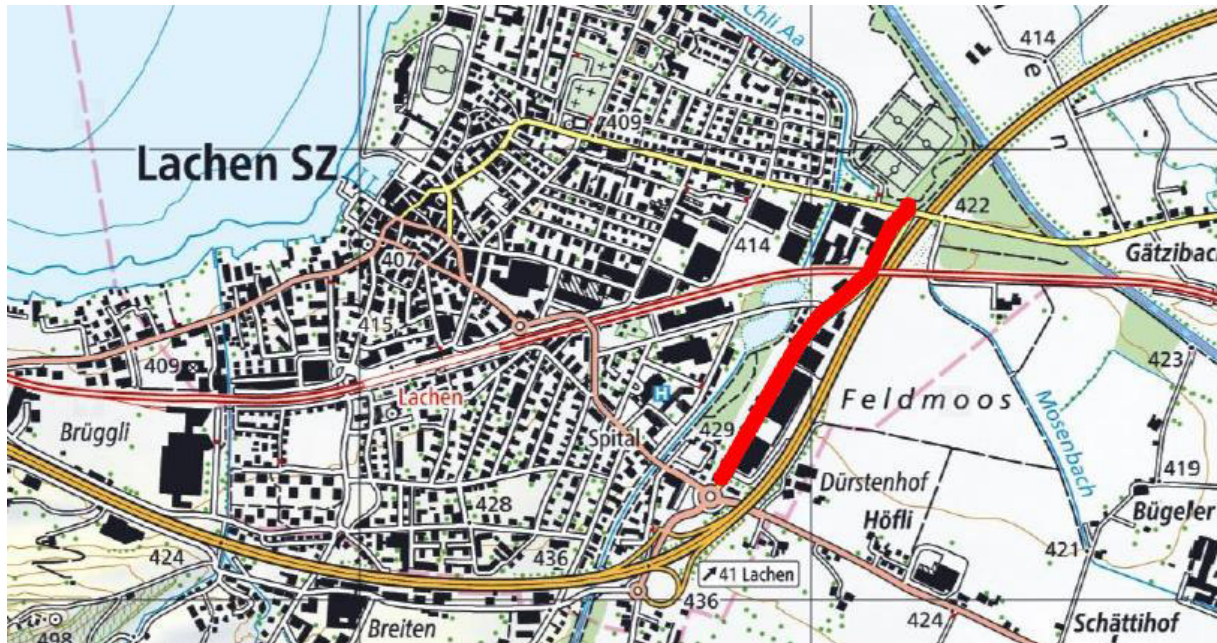 Chli Aa
414
e
n
409
Lachen SZ
422
414
Gätzibach
407
415
409
Lachen
423
H
Feldmoos
Brüggli
Spital
429
Mosenbach
419
Dürstenhof
428
Höfli
Bügeler
424
436
421
41 Lachen
436
424
Schättihof
498
Breiten